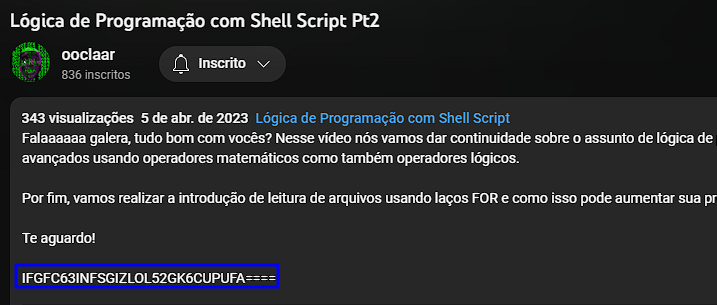 Lógica de Programação com Shell Script Pt2
ooclaar
836 inscritos
Inscrito
343 visualizações 5 de abr. de 2023 Lógica de Programação com Shell Script
Falaaaaaa galera, tudo bom com vocês? Nesse vídeo nós vamos dar continuidade sobre o assunto de lógica de
avançados usando operadores matemáticos como também operadores lógicos.
Por fim, vamos realizar a introdução de leitura de arquivos usando laços FOR e como isso pode aumentar sua
Te aguardo!
IFGFC63INFSGIZLOL52GK6CUPUFA====